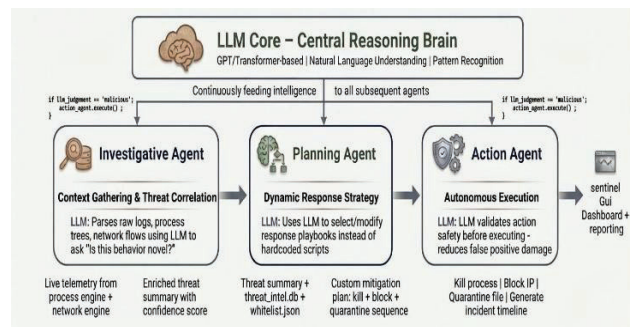 LLM Core – Central Reasoning Brain
GPT/Transformer-based | Natural Language Understanding | Pattern Recognition
Continuously feeding intelligence to all subsequent agents
if llm_judgement == 'malicious';
action_agent.execute() ;
}
if llm_judgement == 'malicious';
action_agent.execute() ;
}
Investigative Agent
Context Gathering & Threat Correlation
LLM: Parses raw logs, process
trees, network flows using LLM to
ask "Is this behavior novel?"
Planning Agent
Dynamic Response Strategy
LLM: Uses LLM to select/modify
response playbooks instead of
hardcoded scripts
Action Agent
Autonomous Execution
LLM: LLM validates action
safety before executing -
reduces false positive damage
sentinel
Gui
Dashboard +
reporting
Live telemetry from
process engine +
network engine
Enriched threat
summary with
confidence score
Threat summary +
threat_intel.db +
whitelist.json
Custom mitigation
plan: kill + block +
quarantine sequence
Kill process | Block IP |
Quarantine file | Generate
incident timeline